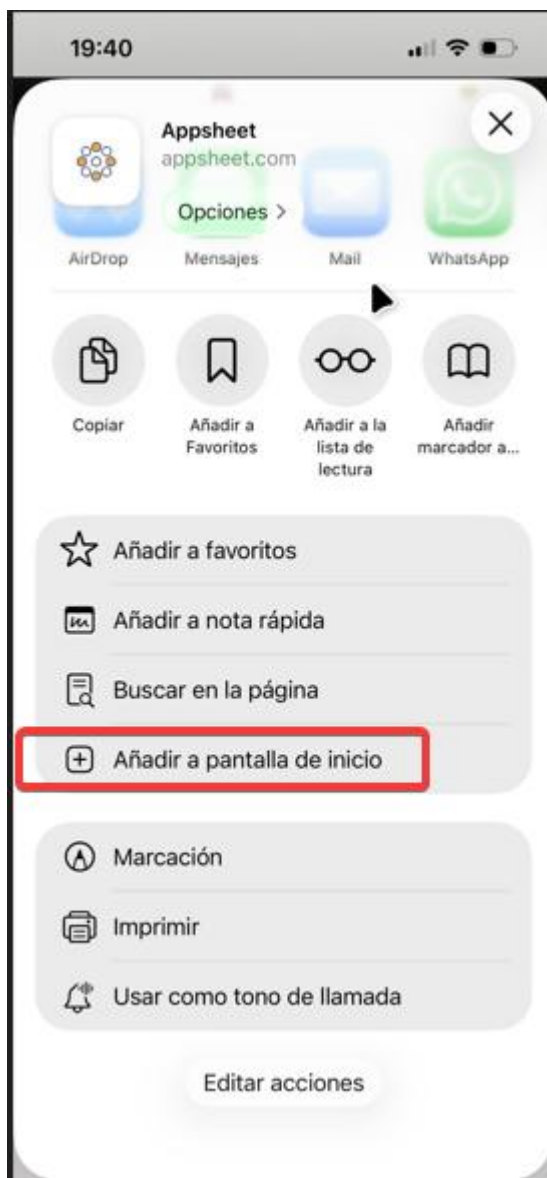 19:40
Appsheet
appsheet.com
Opciones >
AirDrop
Mensajes
Mail
WhatsApp
Copiar
Añadir a
Favoritos
Añadir a la
lista de
lectura
Añadir
marcador a...
Añadir a favoritos
Añadir a nota rápida
Buscar en la página
Añadir a pantalla de inicio
Marcación
Imprimir
Usar como tono de llamada
Editar acciones